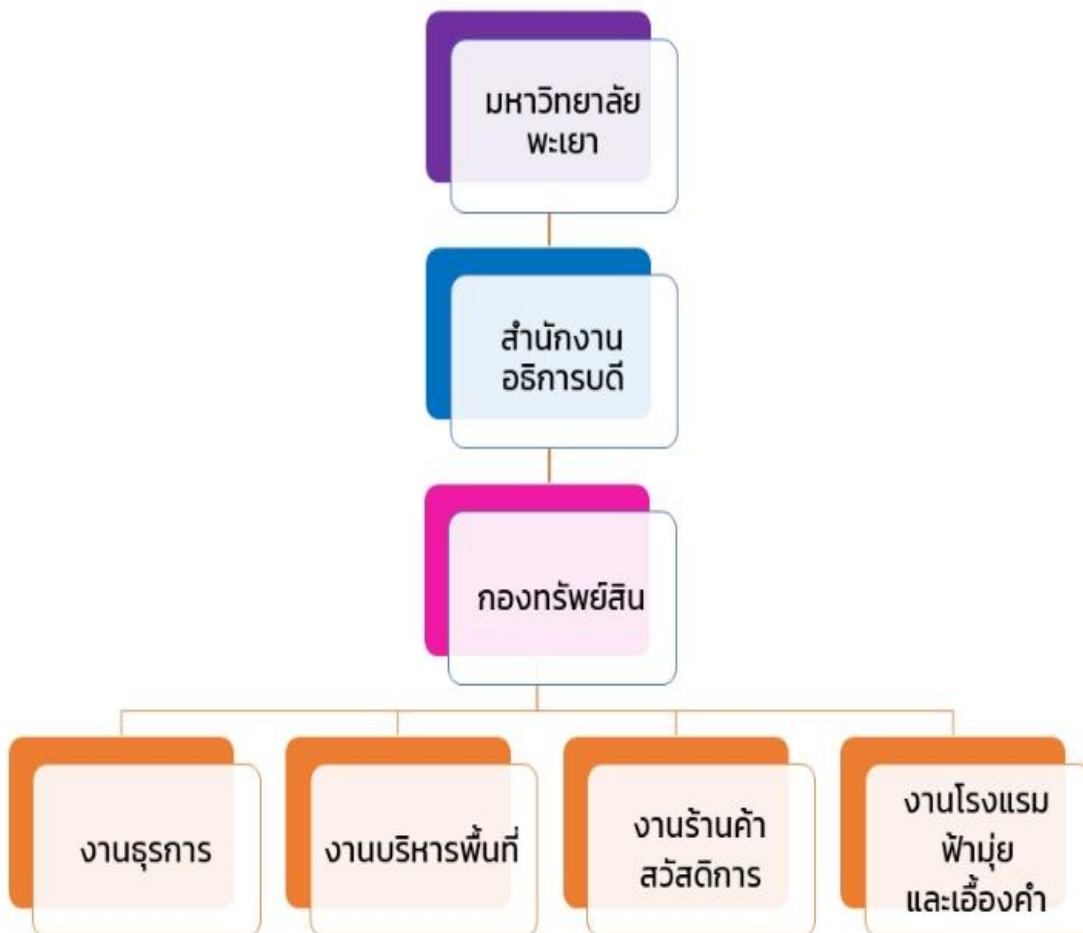 มหาวิทยาลัย
พะเยา
สำนักงาน
อธิการบดี
กองทรัพย์สิน
งานธุรการ
งานบริหารพื้นที่
งานร้านค้า
สวัสดิการ
งานโรงแรม
ฟ้ามุ่ย
และเอื้องคำ